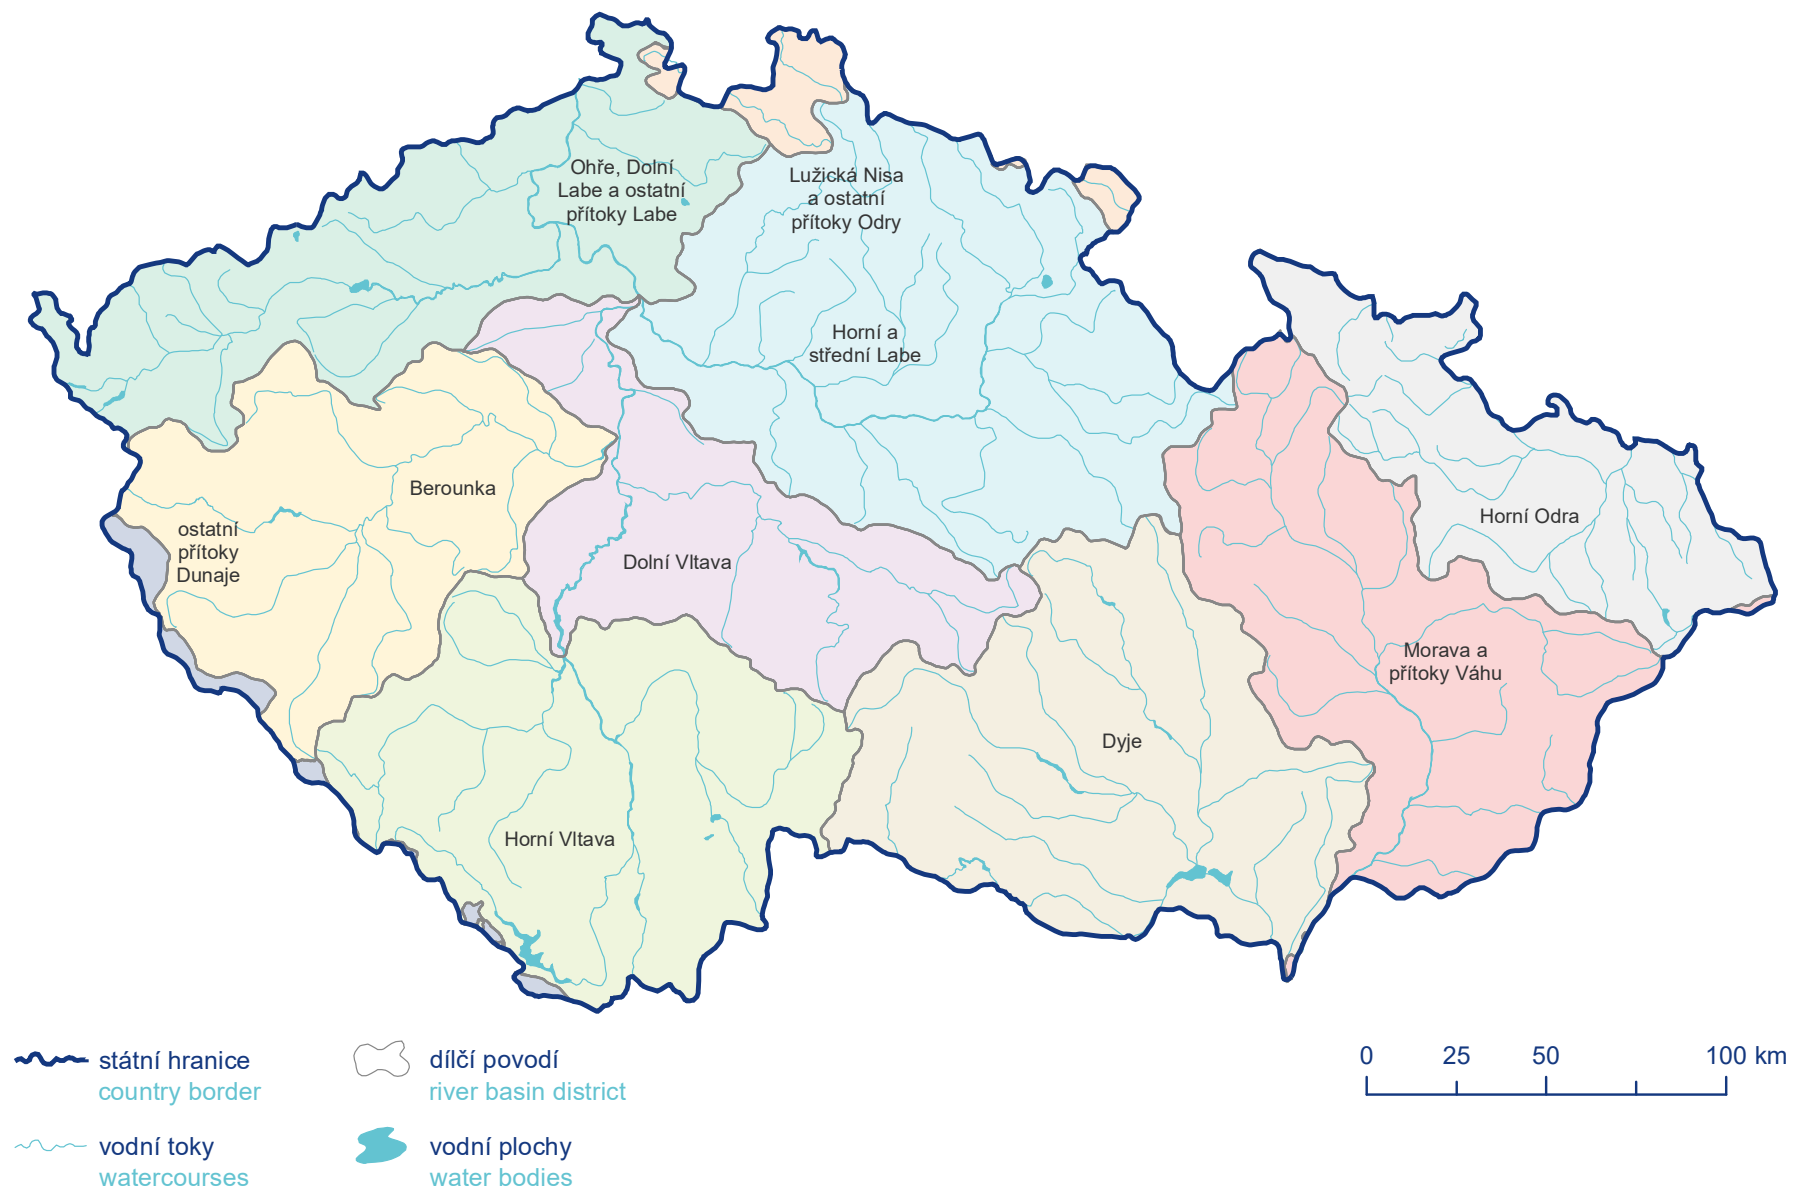 Ohře, Dolní
Labe a ostatní
přítoky Labe
Lužická Nisa
a ostatní
přítoky Odry
Horní a
střední Labe
Berounka
ostatní
přítoky
Dunaje
Dolní Vltava
Horní Odra
Morava a
přítoky Váhu
Dyje
Horní Vltava
státní hranice
country border
dílčí povodí
river basin district
vodní toky
watercourses
vodní plochy
water bodies
0 25 50 100 km